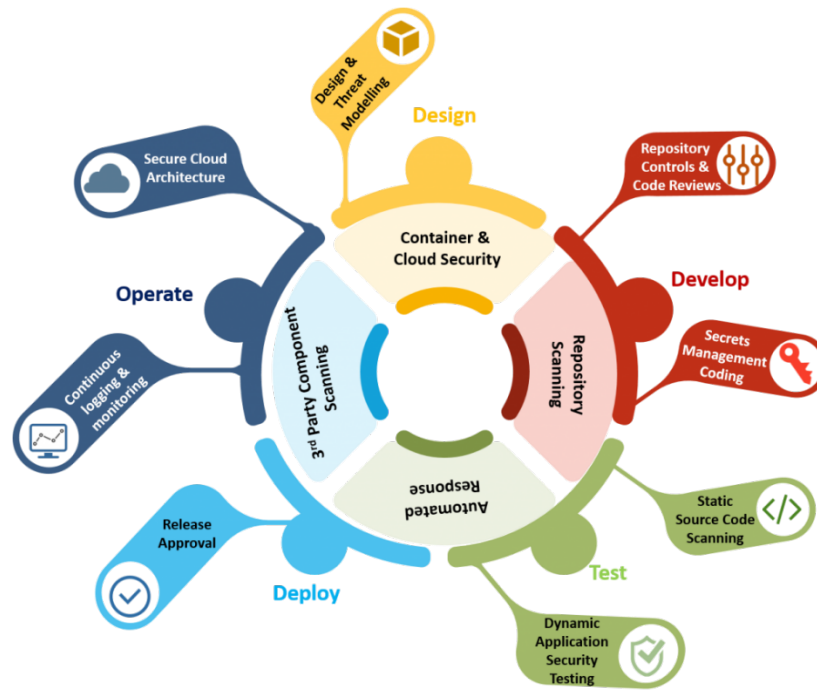 Design &
Threat
Modelling
Design
Secure Cloud
Architecture
Repository
Controls &
Code Reviews
Container &
Cloud Security
Operate
Develop
3rd Party Component
Scanning
Repository
Scanning
Continuous
logging &
monitoring
Secrets
Management
Coding
Automated
Response
Release
Approval
Static
Source Code
Scanning
Deploy
Test
Dynamic
Application
Security
Testing